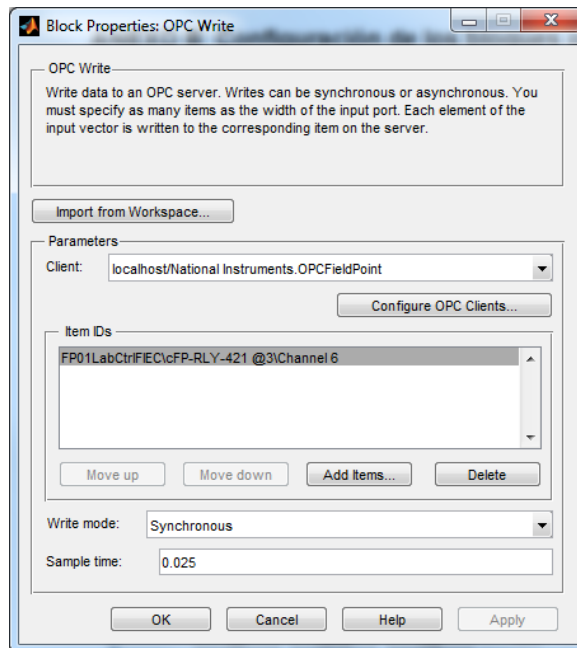 Block Properties: OPC Write
OPC Write
Write data to an OPC server. Writes can be synchronous or asynchronous. You
must specify as many items as the width of the input port. Each element of the
input vector is written to the corresponding item on the server.
Import from Workspace...
Parameters
Client: localhost/National Instruments.OPCFieldPoint
Configure OPC Clients...
Item IDs
FP01LabCtrlFIEC\cFP-RLY-421 @3\Channel 6
Move up Move down Add Items... Delete
Write mode: Synchronous
Sample time: 0.025
OK Cancel Help Apply